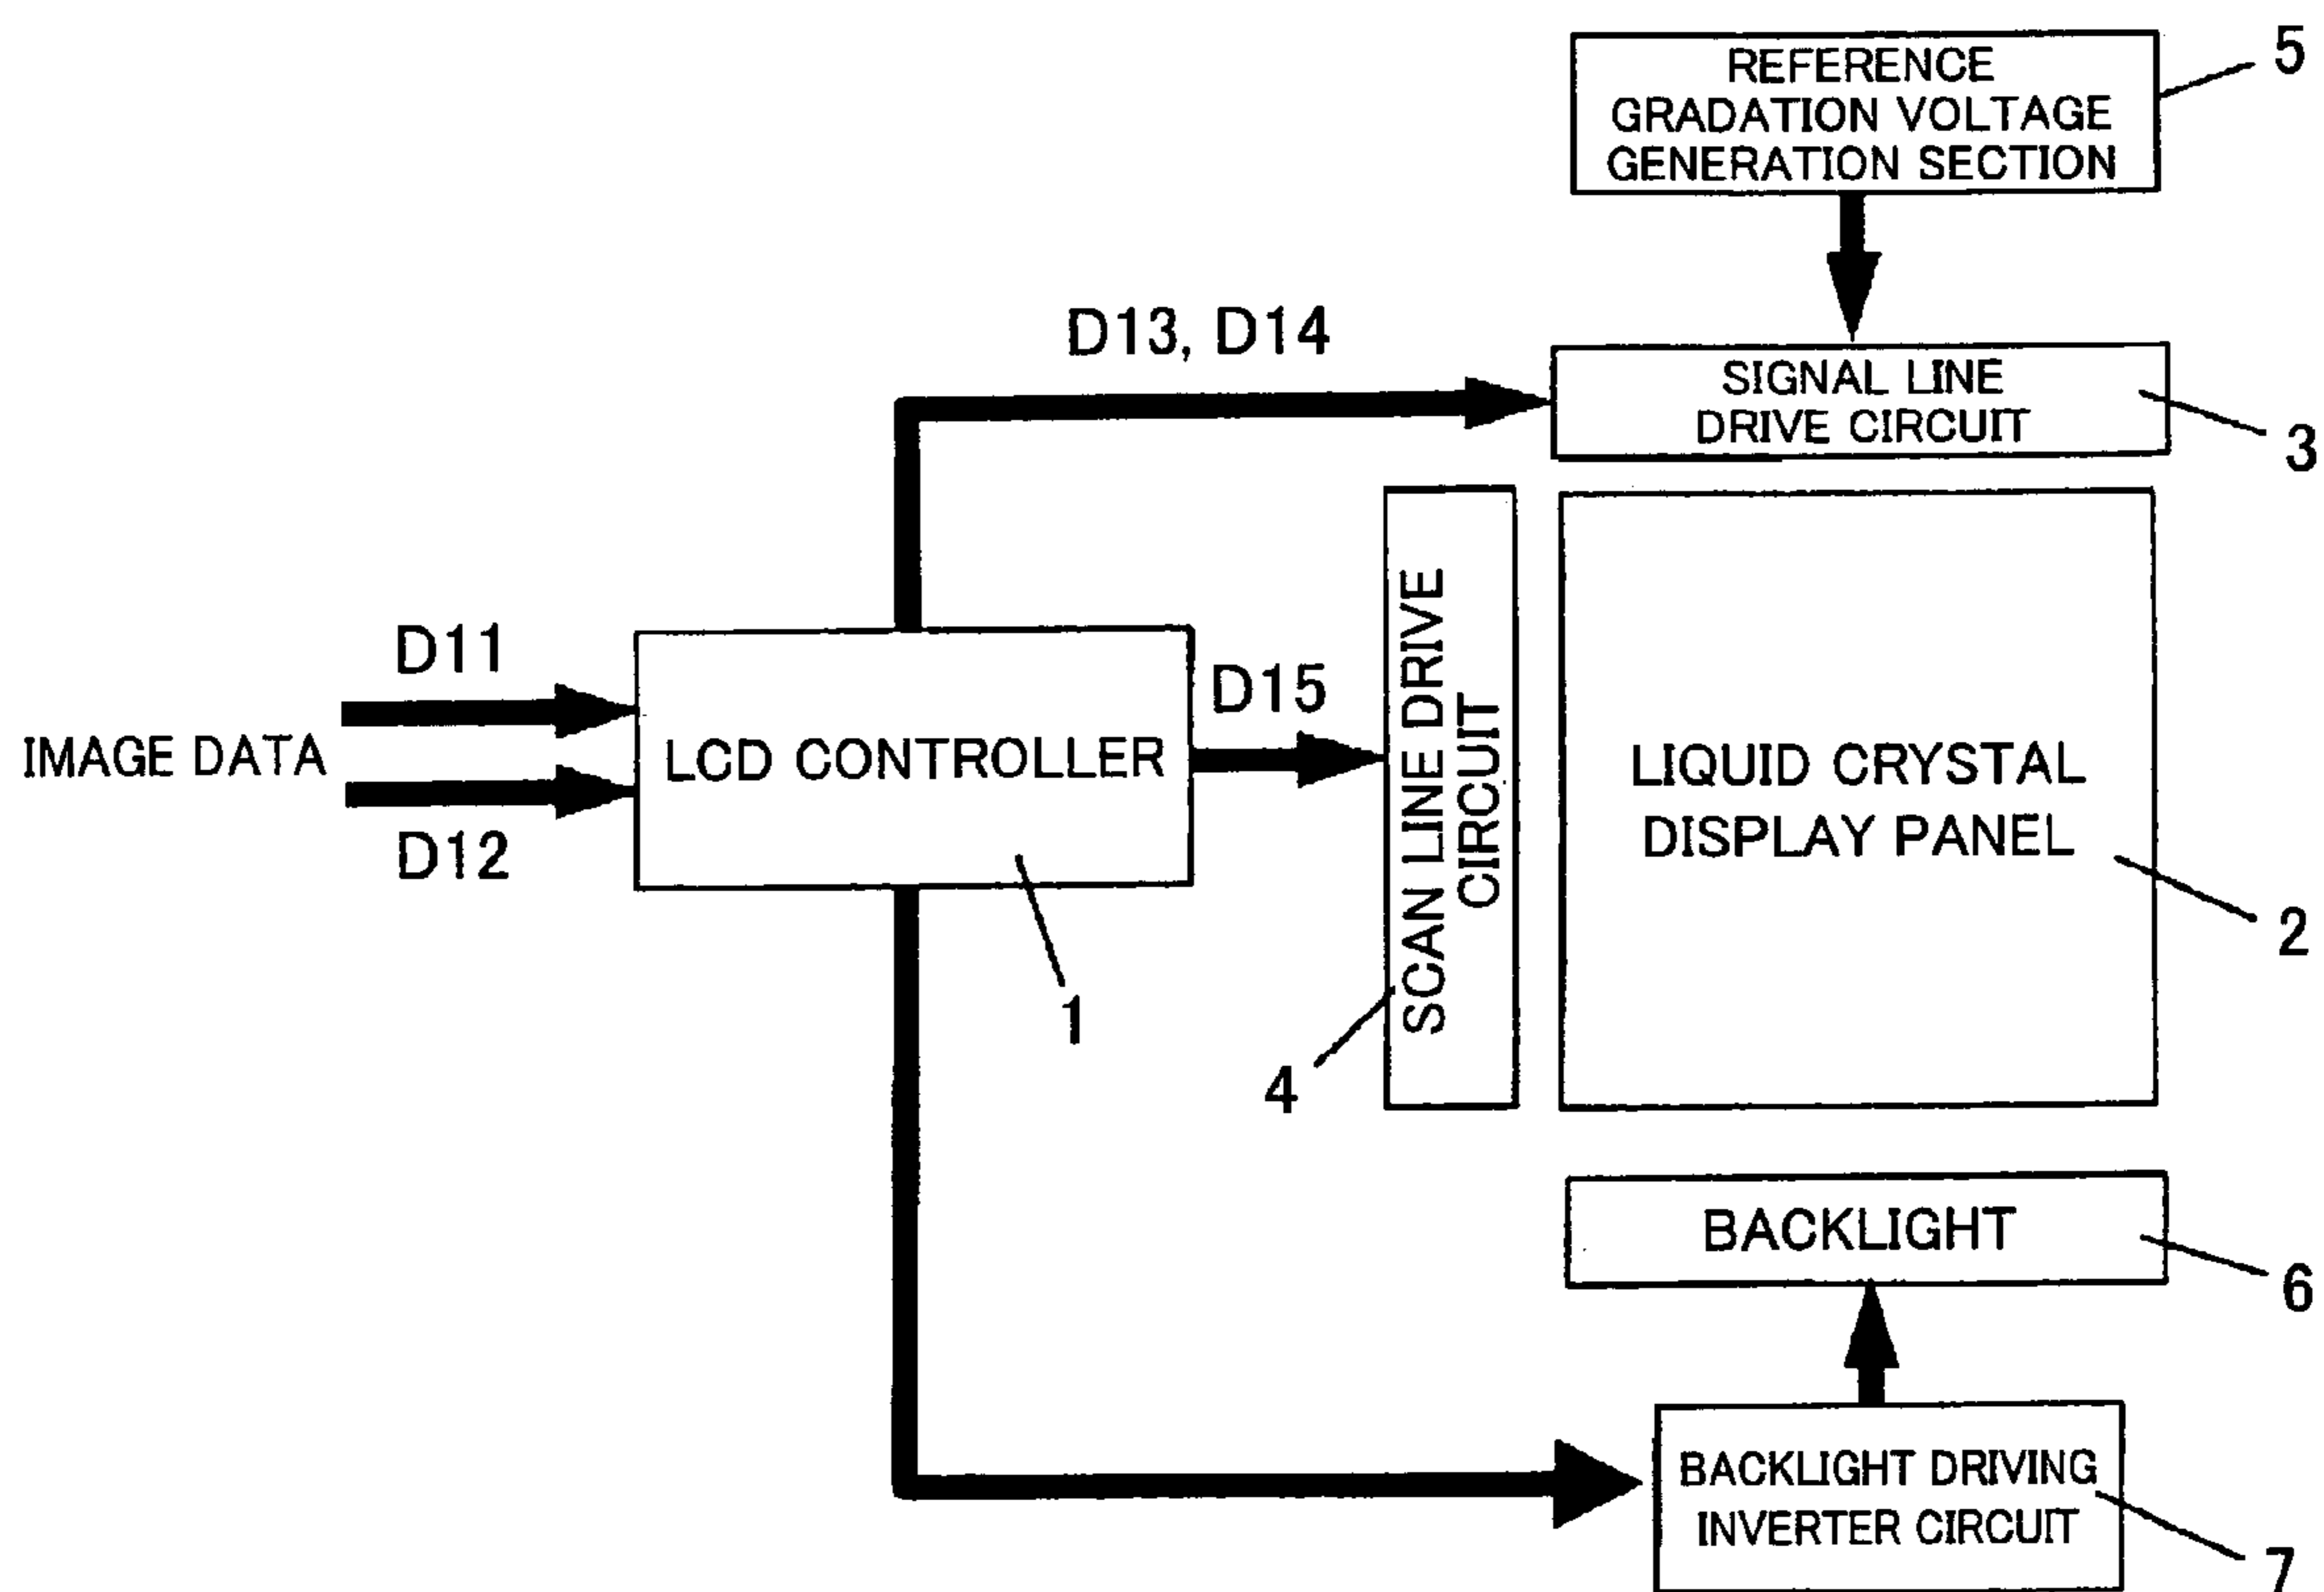 REFERENCE
GRADATION VOLTAGE
GENERATION SECTION
5
D13, D14
SIGNAL LINE
DRIVE CIRCUIT
3
D11
IMAGE DATA
D12
LCD CONTROLLER
1
D15
SCAN LINE DRIVE
CIRCUIT
4
LIQUID CRYSTAL
DISPLAY PANEL
2
BACKLIGHT
6
BACKLIGHT DRIVING
INVERTER CIRCUIT
7